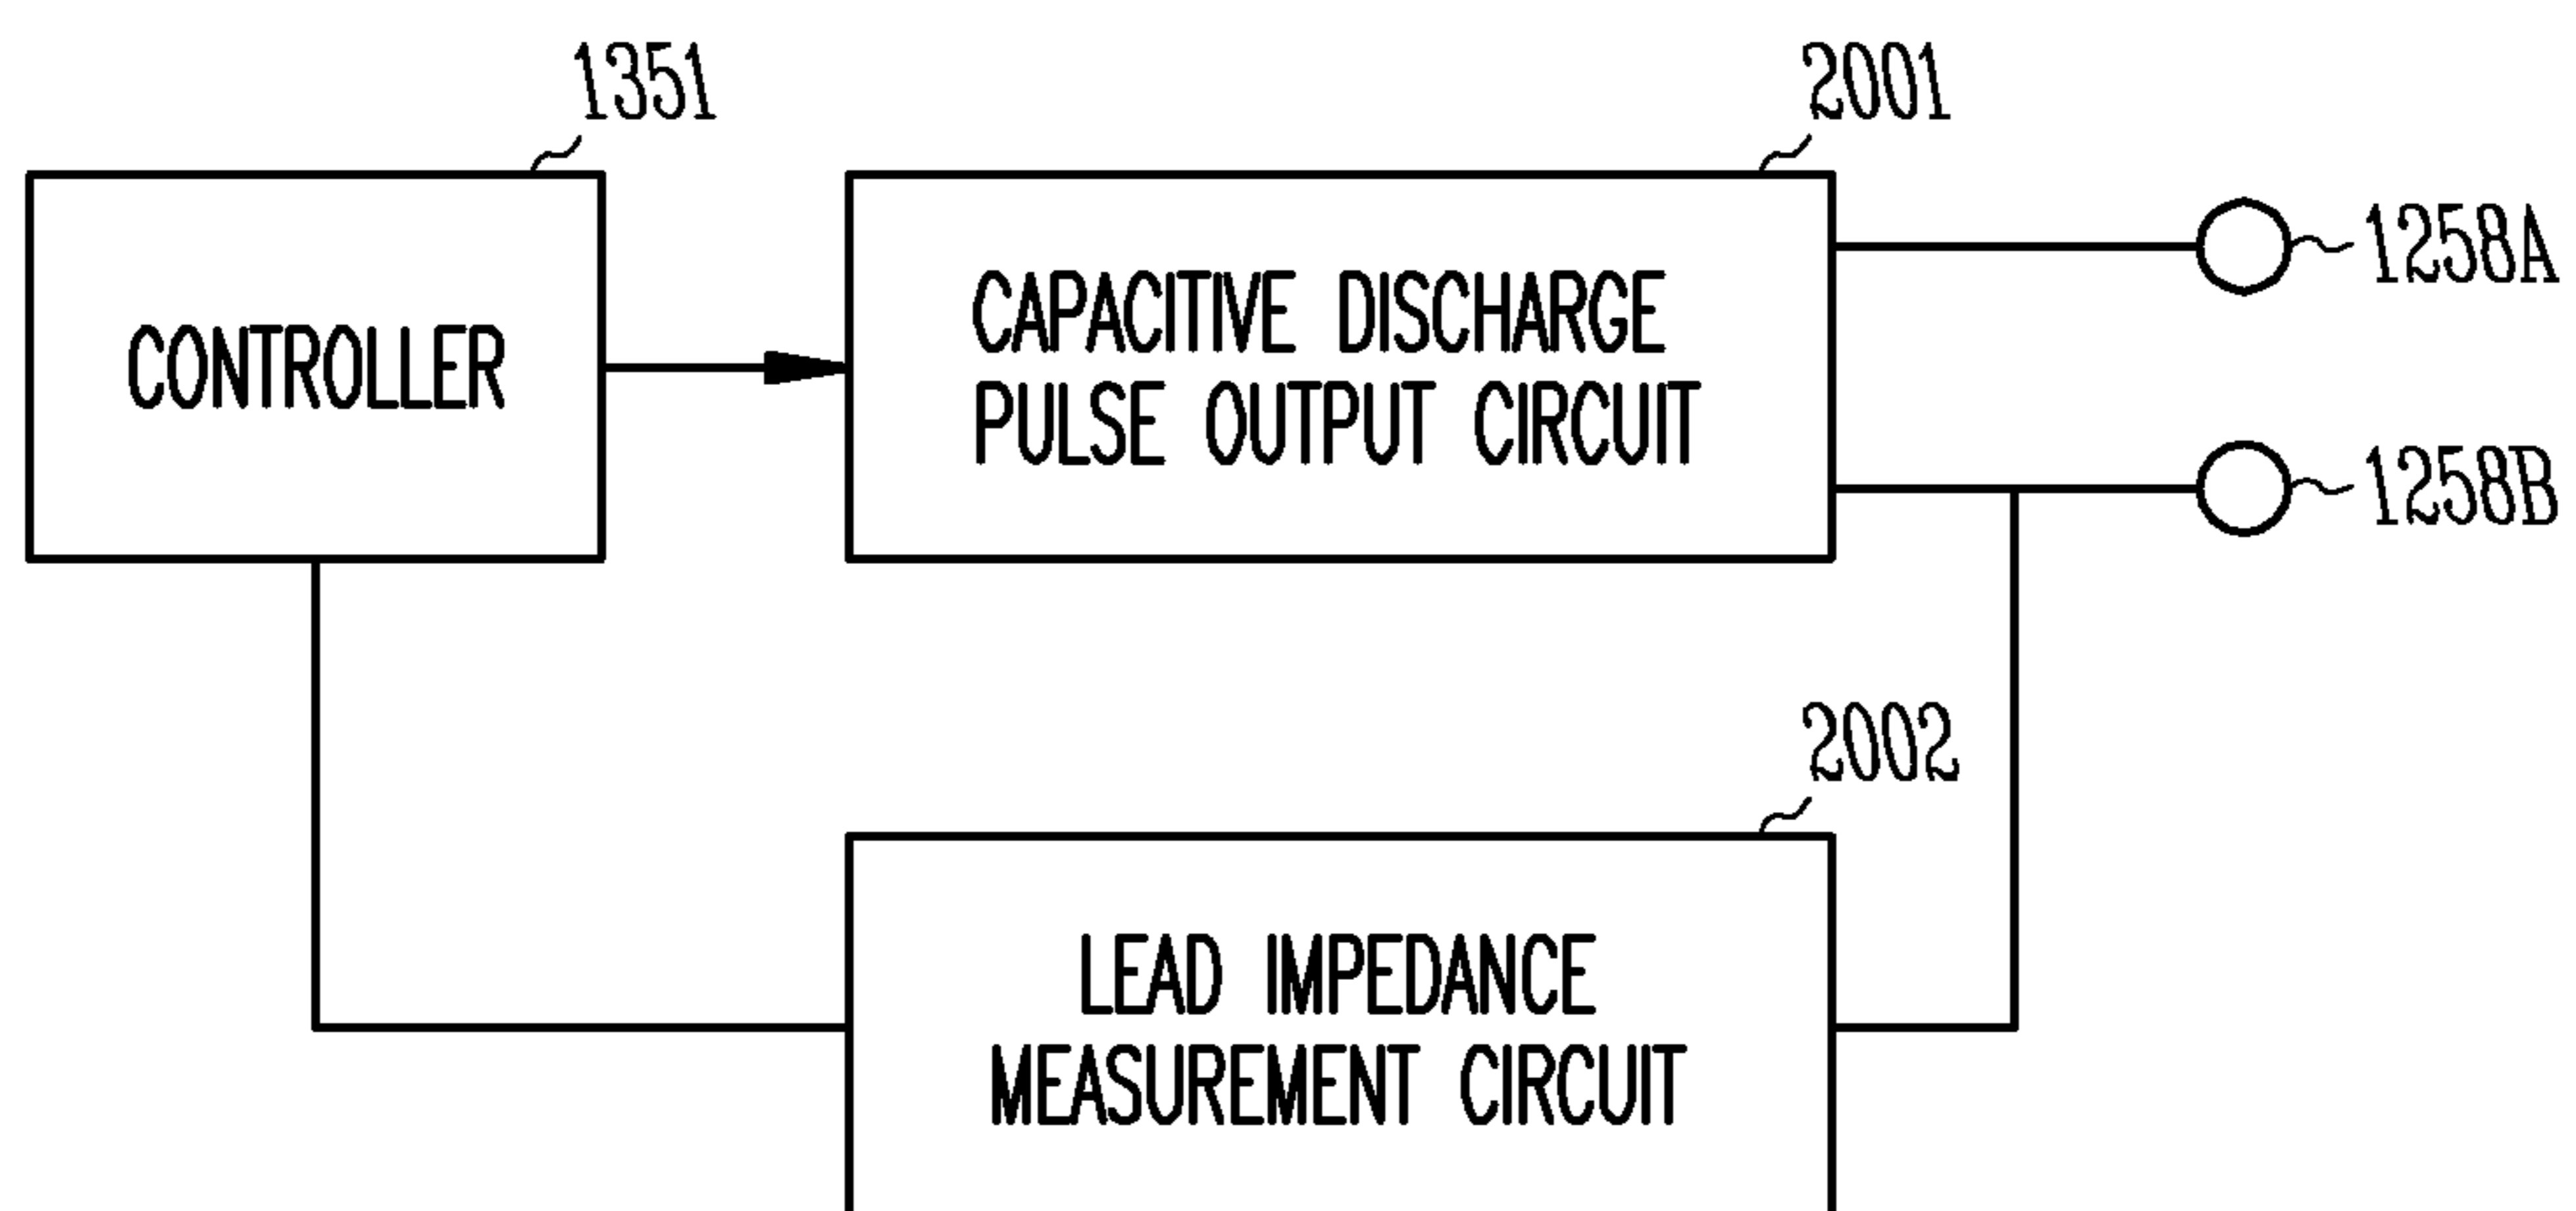 1351
2001
CONTROLLER
CAPACITIVE DISCHARGE
PULSE OUTPUT CIRCUIT
1258A
1258B
2002
LEAD IMPEDANCE
MEASUREMENT CIRCUIT